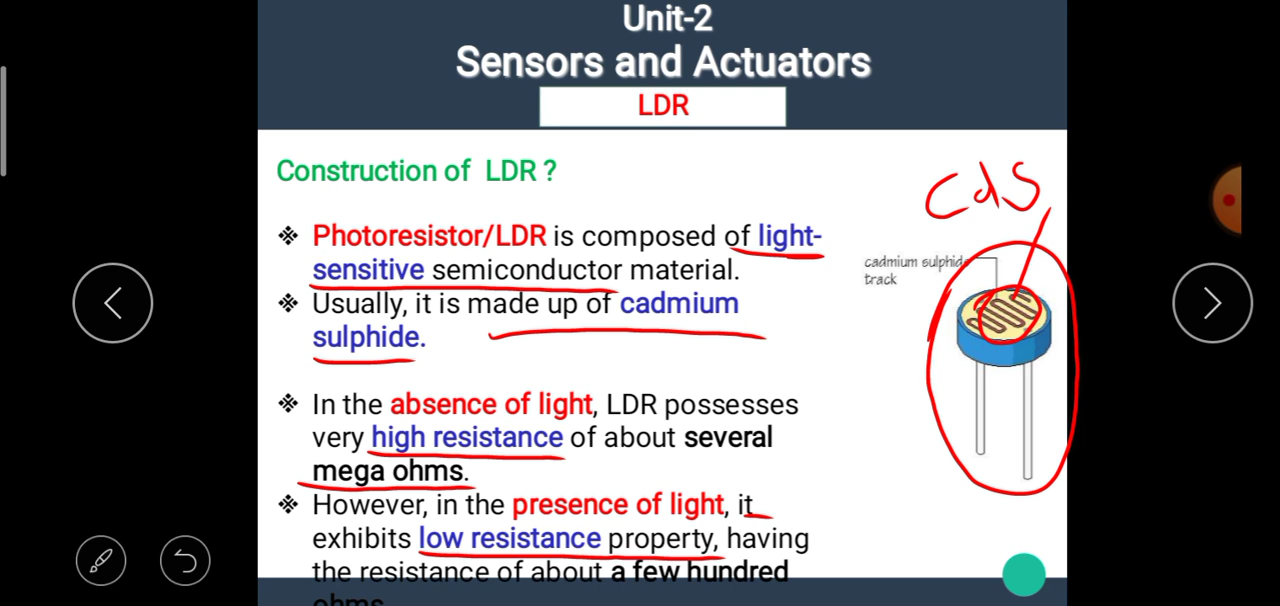 Unit-2
Sensors and Actuators
LDR
Construction of LDR ?
CdS
❖ Photoresistor/LDR is composed of light-
sensitive semiconductor material.
❖ Usually, it is made up of cadmium
sulphide.
cadmium sulphide
track
❖ In the absence of light, LDR possesses
very high resistance of about several
mega ohms.
❖ However, in the presence of light, it
exhibits low resistance property, having
the resistance of about a few hundred
ohms